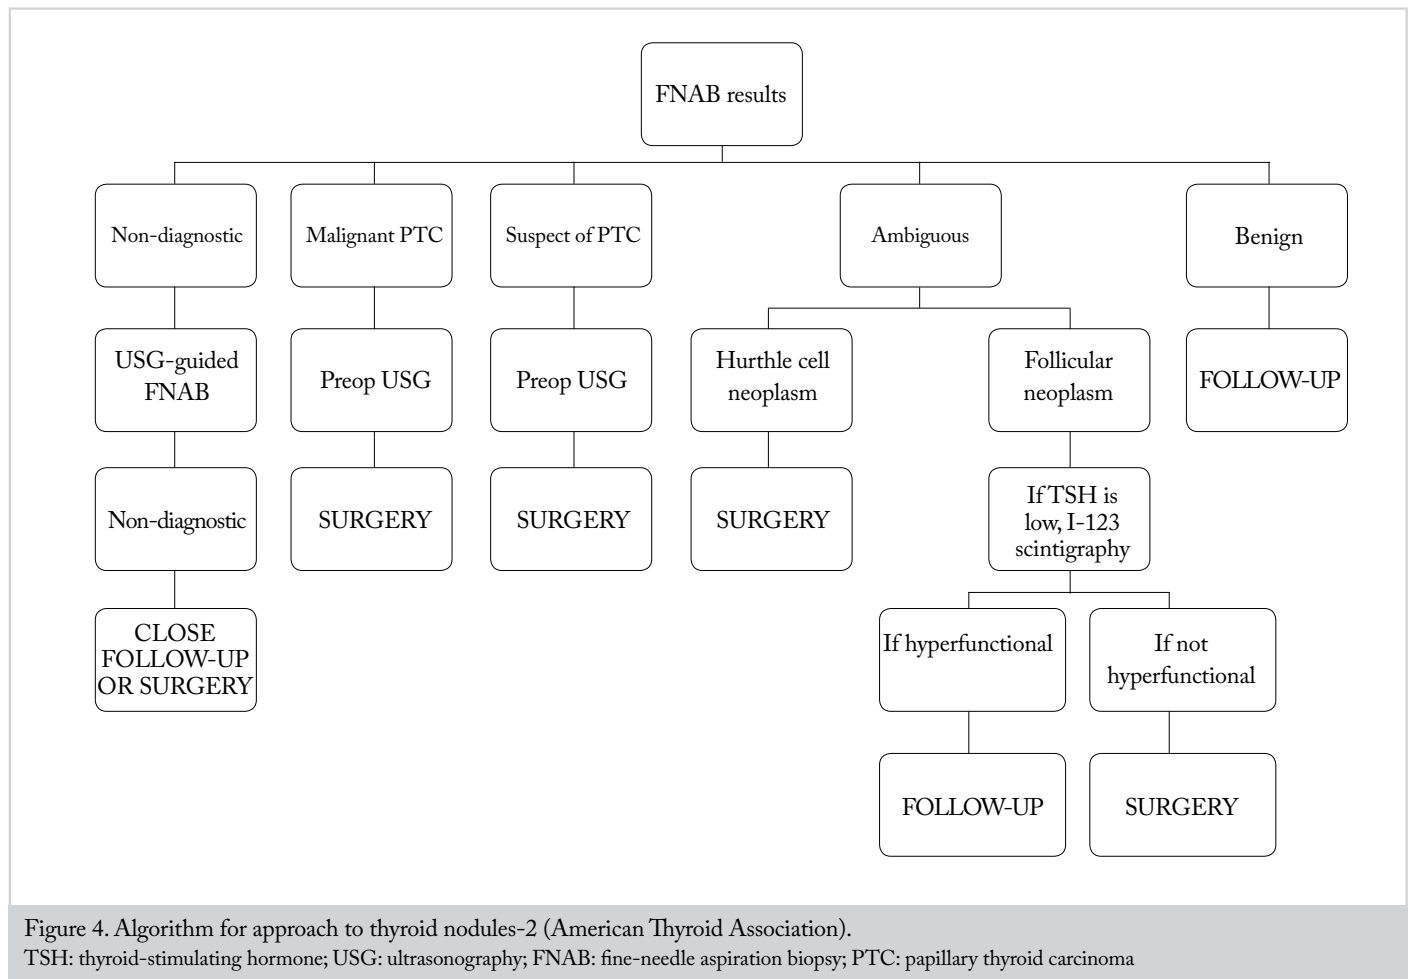 FNAB results
Non-diagnostic
Malignant PTC
Suspect of PTC
Ambiguous
Benign
USG-guided
FNAB
Preop USG
Preop USG
Hurthle cell
neoplasm
Follicular
neoplasm
FOLLOW-UP
Non-diagnostic
SURGERY
SURGERY
SURGERY
If TSH is
low, I-123
scintigraphy
CLOSE
FOLLOW-UP
OR SURGERY
If hyperfunctional
If not
hyperfunctional
FOLLOW-UP
SURGERY
Figure 4. Algorithm for approach to thyroid nodules-2 (American Thyroid Association).
TSH: thyroid-stimulating hormone; USG: ultrasonography; FNAB: fine-needle aspiration biopsy; PTC: papillary thyroid carcinoma